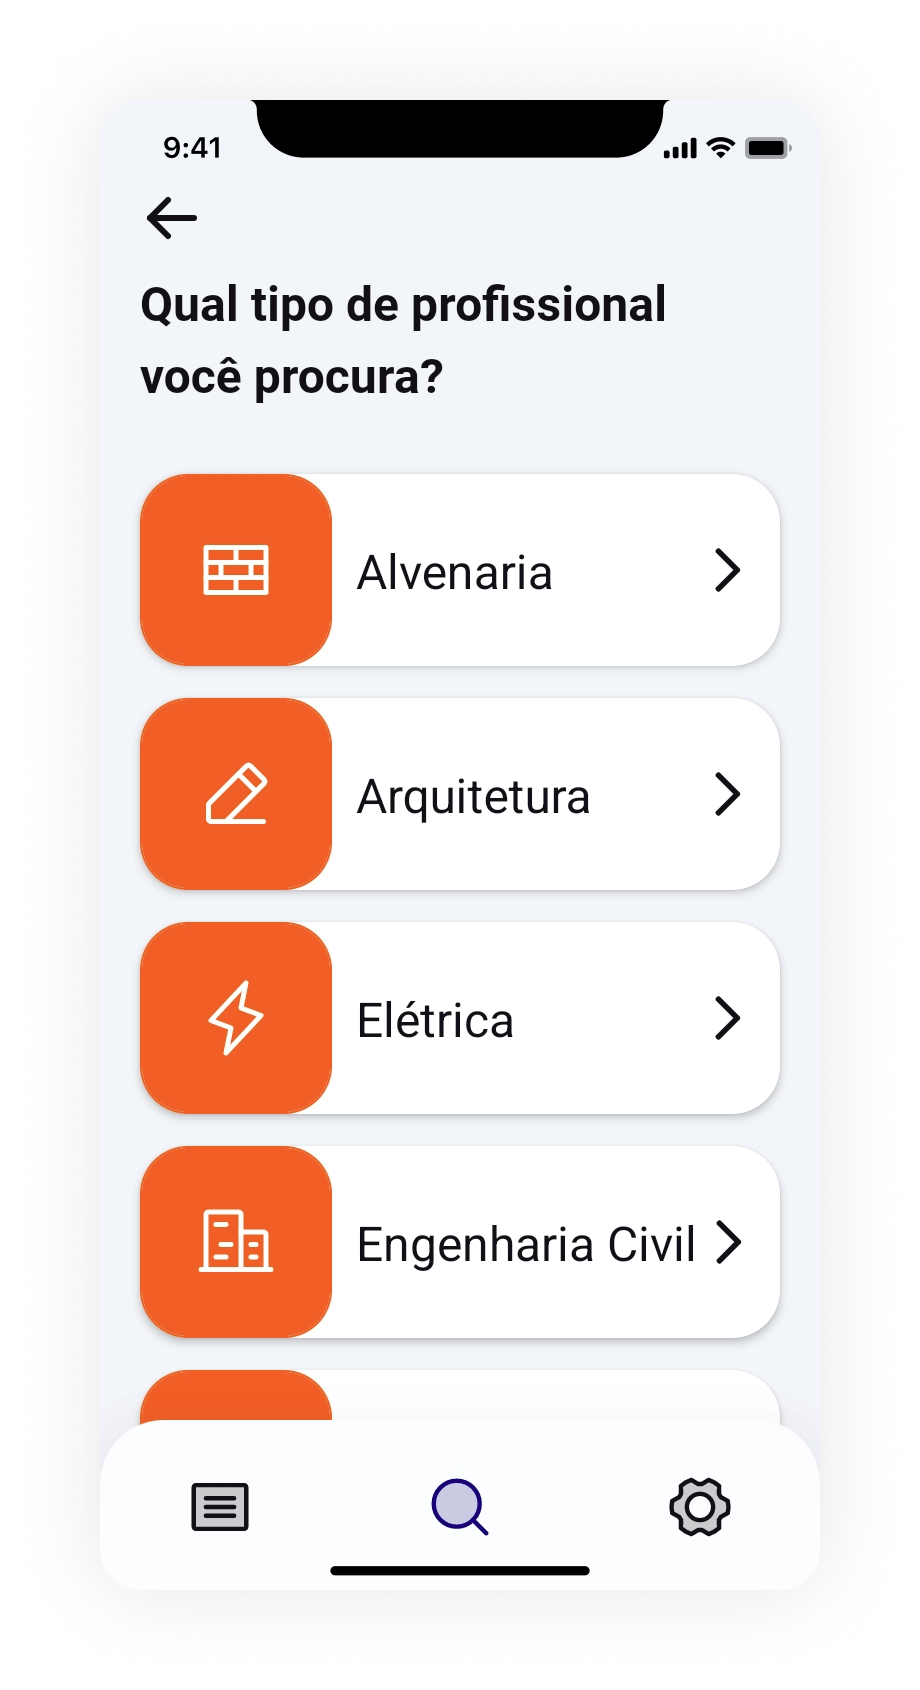 9:41
Qual tipo de profissional
você procura?
Alvenaria
Arquitetura
Elétrica
Engenharia Civil